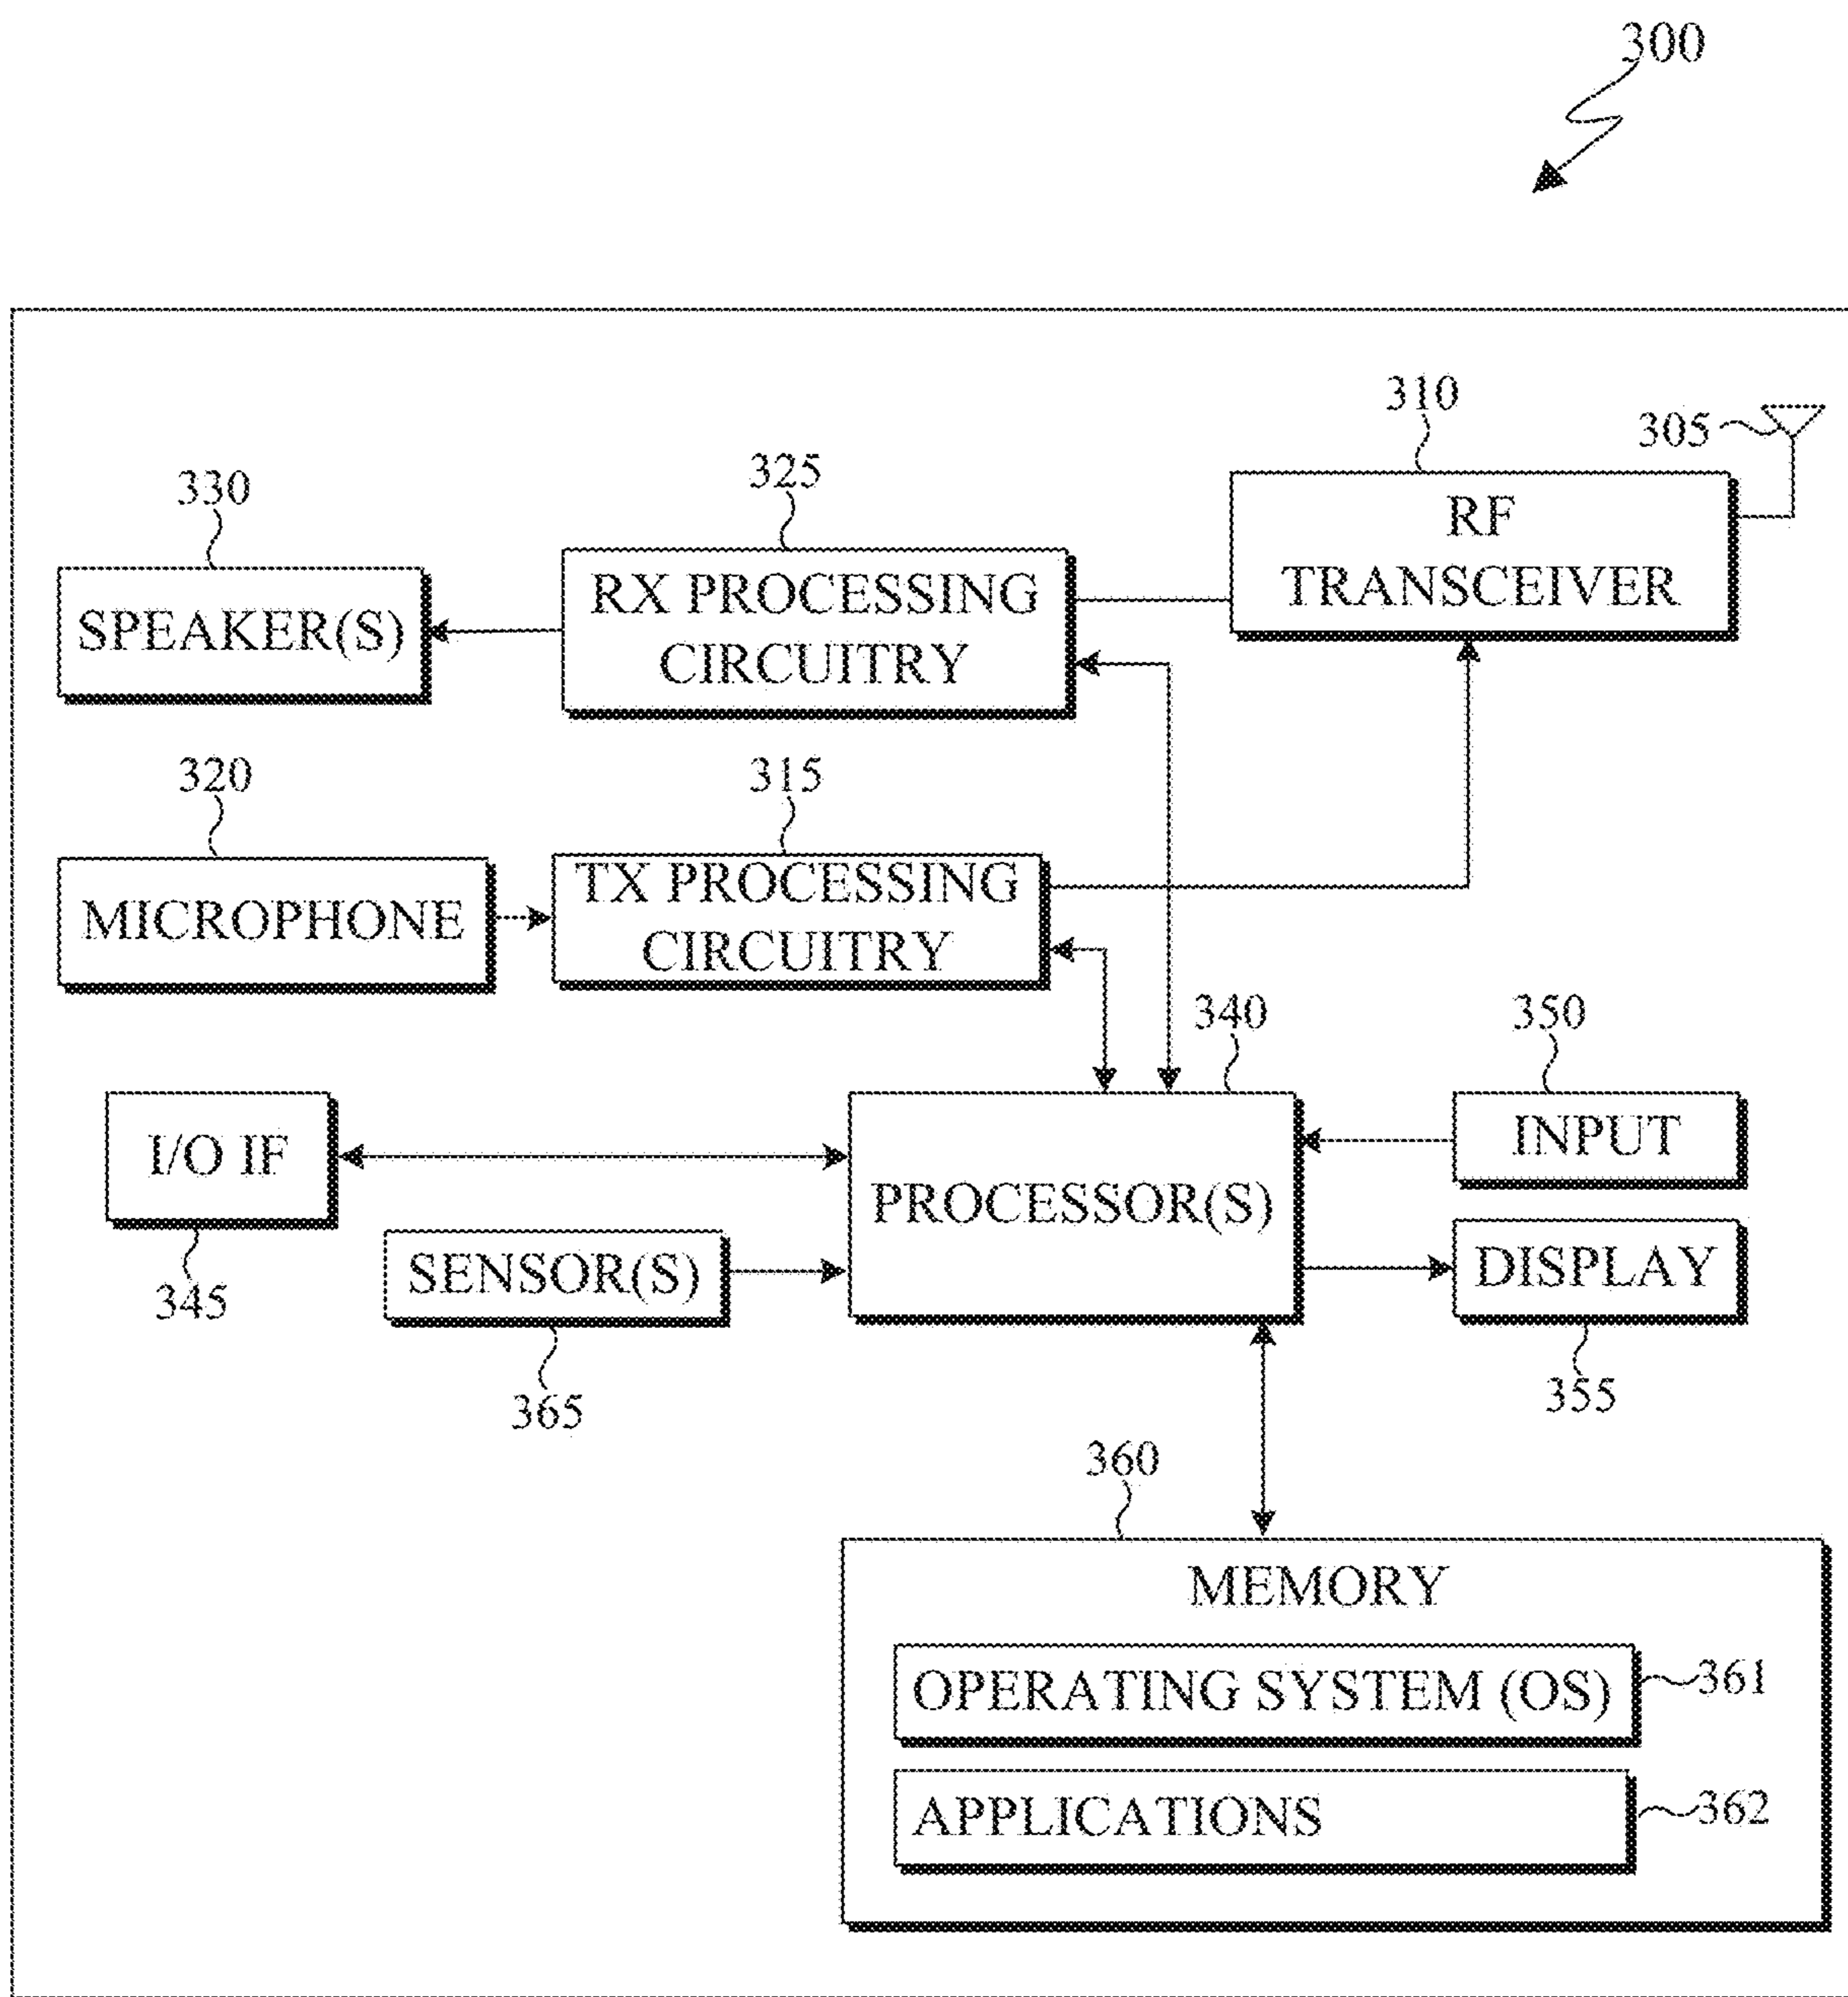 300
310
305
325
330
RF
TRANSCEIVER
RX PROCESSING
CIRCUITRY
SPEAKER(S)
320
315
MICROPHONE
TX PROCESSING
CIRCUITRY
340
350
I/O IF
INPUT
PROCESSOR(S)
SENSOR(S)
DISPLAY
345
365
355
360
MEMORY
OPERATING SYSTEM (OS)
361
APPLICATIONS
362